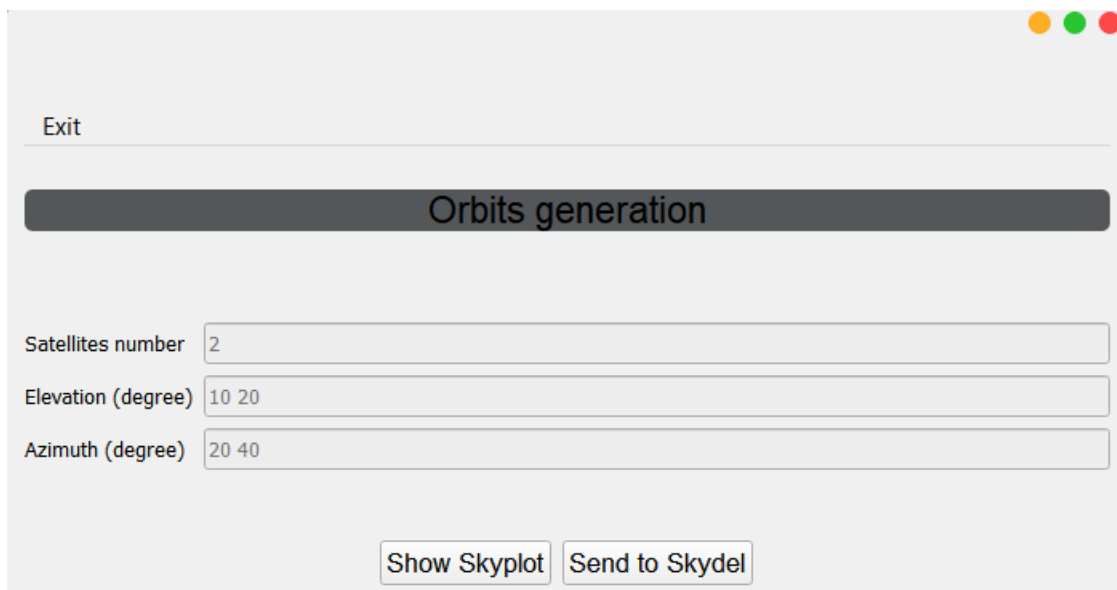 Exit
Orbits generation
Satellites number 2
Elevation (degree) 10 20
Azimuth (degree) 20 40
Show Skyplot Send to Skydel